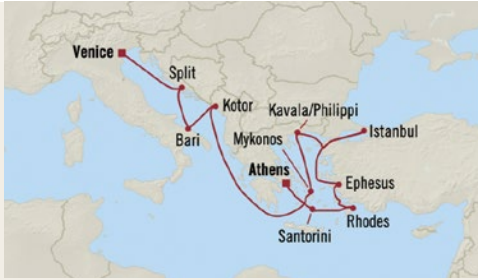 Venice
Split
Kotor
Bari
Kavala/Philippi
Mykonos
Istanbul
Athens
Ephesus
Rhodes
Santorini